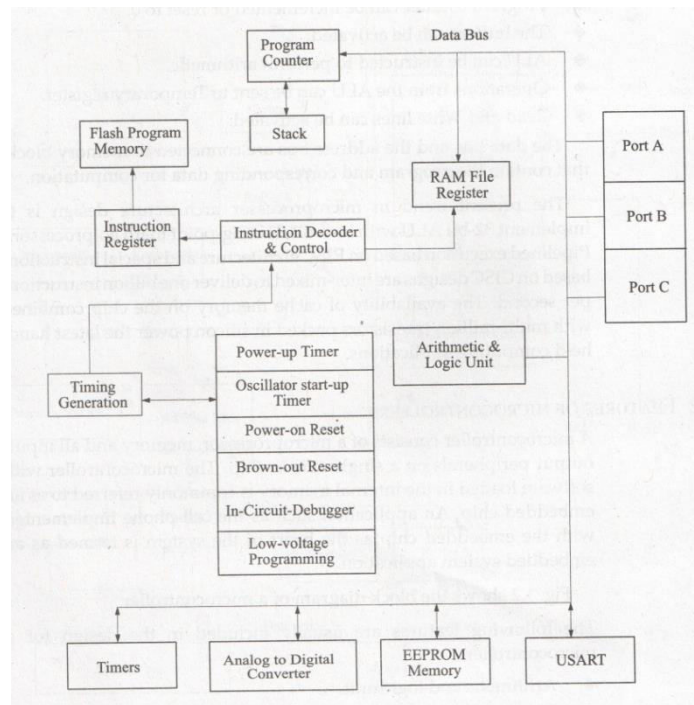 Program
Counter
Data Bus
Stack
Flash Program
Memory
Port A
RAM File
Register
Instruction
Register
Instruction Decoder
& Control
Port B
Port C
Power-up Timer
Arithmetic &
Logic Unit
Timing
Generation
Oscillator start-up
Timer
Power-on Reset
Brown-out Reset
In-Circuit-Debugger
Low-voltage
Programming
Timers
Analog to Digital
Converter
EEPROM
Memory
USART